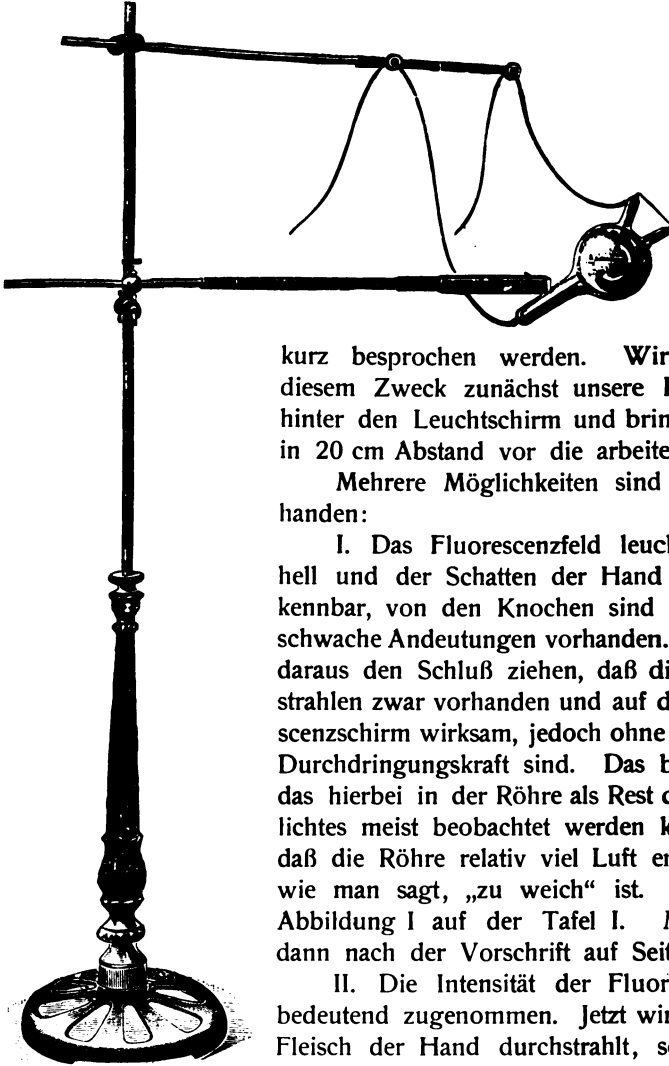 kurz besprochen werden. Wir
diesem Zweck zunächst unsere
hinter den Leuchtschirm und brin
in 20 cm Abstand vor die arbeite
Mehrere Möglichkeiten sind
handen:
I. Das Fluorescenzfeld leuc
hell und der Schatten der Hand
kennbar, von den Knochen sind
schwache Andeutungen vorhanden.
daraus den Schluß ziehen, daß di
strahlen zwar vorhanden und auf d
scenzschirm wirksam, jedoch ohne
Durchdringungskraft sind. Das b
das hierbei in der Röhre als Rest
lichtes meist beobachtet werden k
daß die Röhre relativ viel Luft en
wie man sagt, „zu weich“ ist.
Abbildung I auf der Tafel I.
dann nach der Vorschrift auf Seit
II. Die Intensität der Fluor
bedeutend zugenommen. Jetzt wir
Fleisch der Hand durchstrahlt, s